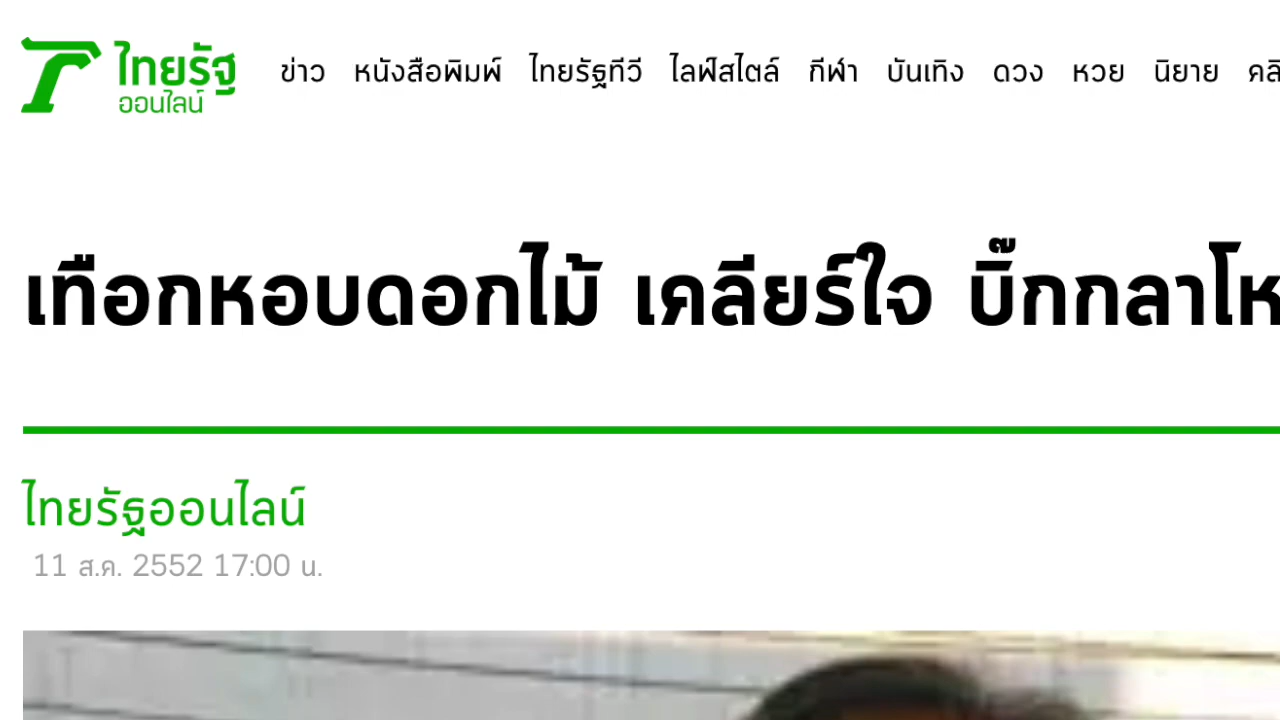 ไทยรัฐ
ออนไลน์
ข่าว หนังสือพิมพ์ ไทยรัฐทีวี ไลฟ์สไตล์ กีฬา บันเทิง ดวง หวย นิยาย
เทือกหอบดอกไม้ เคลียร์ใจ บิ๊กกลาโห
ไทยรัฐออนไลน์
11 ส.ค. 2552 17:00 น.